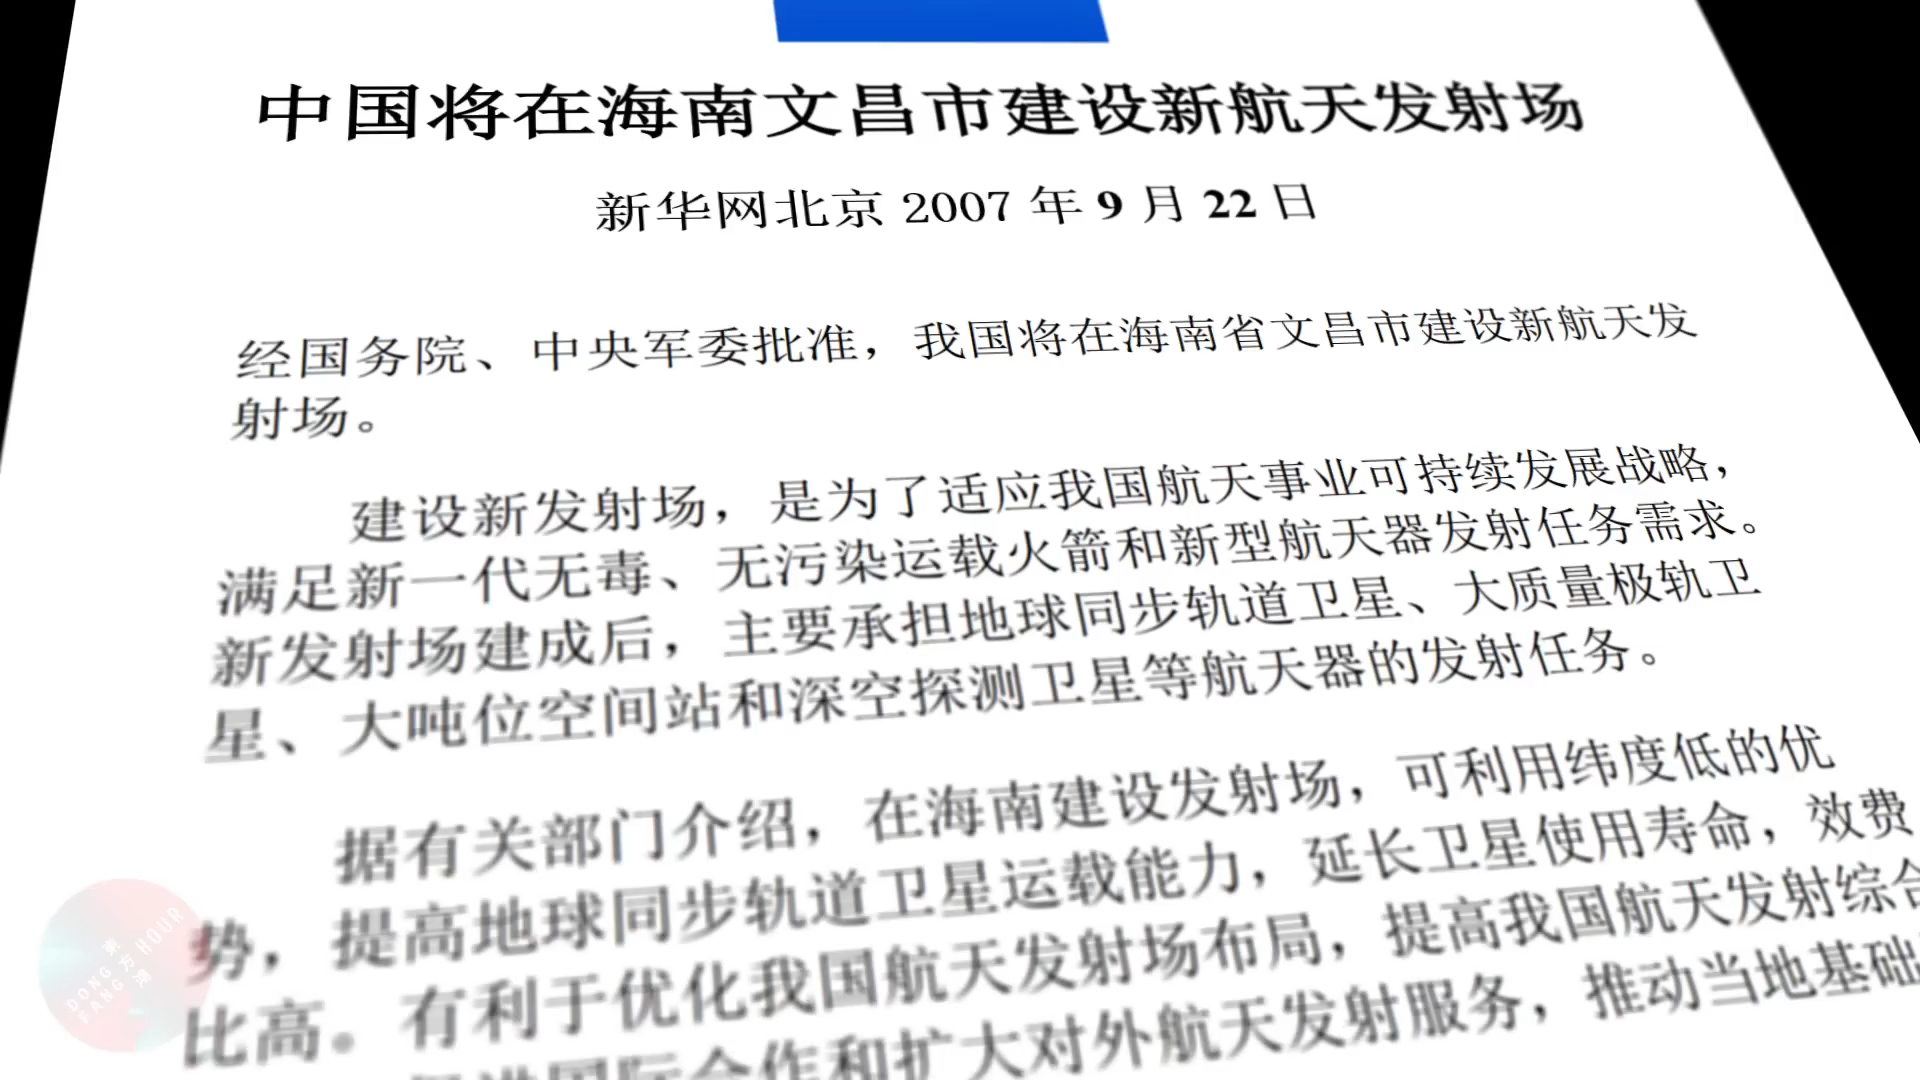 中国将在海南文昌市建设新航天发射场
新华网北京 2007 年 9 月 22 日
经国务院、中央军委批准，我国将在海南省文昌市建设新航天发
射场。
建设新发射场，是为了适应我国航天事业可持续发展战略，
满足新一代无毒、无污染运载火箭和新型航天器发射任务需求。
新发射场建成后，主要承担地球同步轨道卫星、大质量极轨卫
星、大吨位空间站和深空探测卫星等航天器的发射任务。
据有关部门介绍，在海南建设发射场，可利用纬度低的优
势，提高地球同步轨道卫星运载能力，延长卫星使用寿命，效费
比高。有利于优化我国航天发射场布局，提高我国航天发射综合
国际合作和扩大对外航天发射服务，推动当地基础
東方
HOUR
DONG
FANG